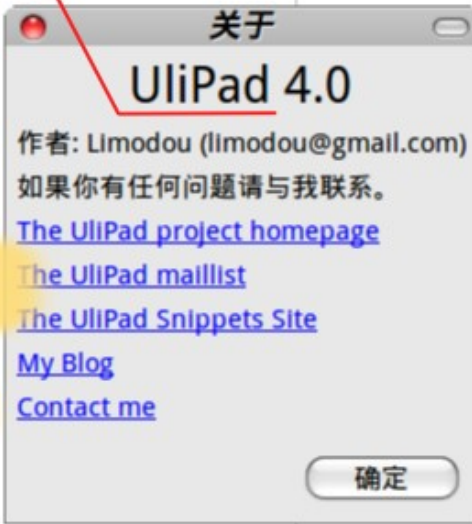 关于
UliPad 4.0
作者: Limodou (limodou@gmail.com)
如果你有任何问题请与我联系。
The UliPad project homepage
The UliPad maillist
The UliPad Snippets Site
My Blog
Contact me
确定